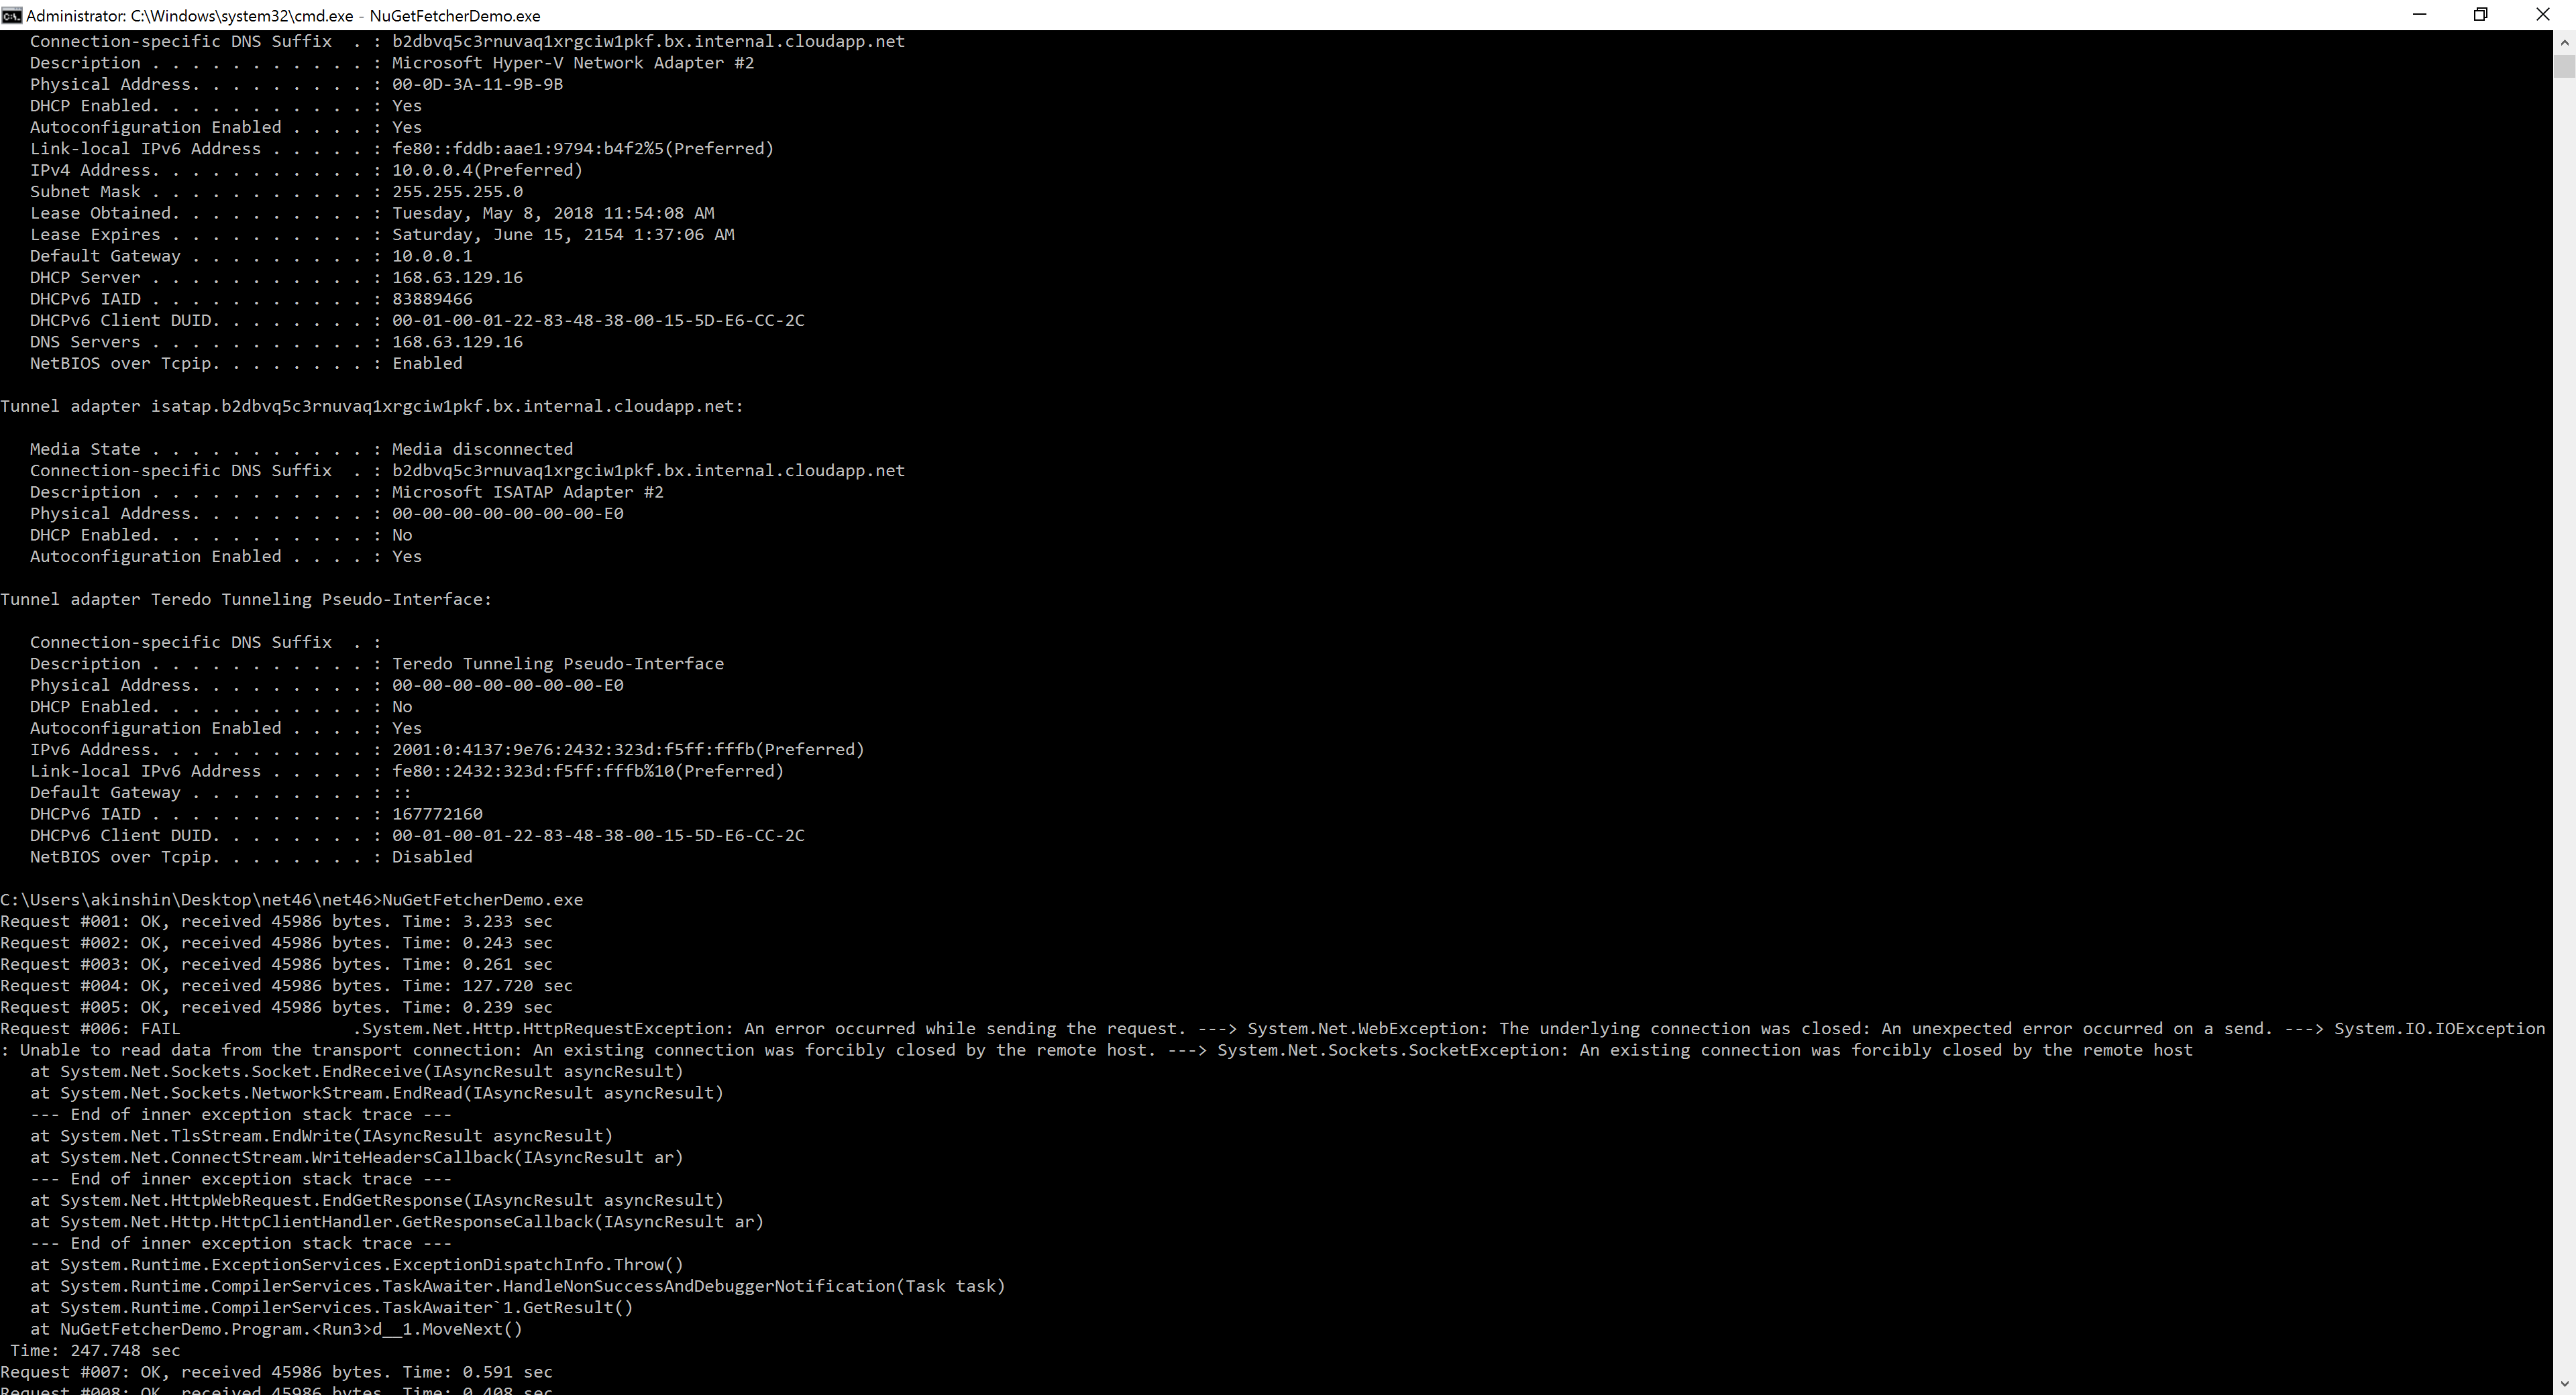 Administrator: C:\Windows\system32\cmd.exe - NuGetFetcherDemo.exe
Connection-specific DNS Suffix  . : b2dbvq5c3rnuvaq1xrgciw1pkf.bx.internal.cloudapp.net
Description . . . . . . . . . . . : Microsoft Hyper-V Network Adapter #2
Physical Address. . . . . . . . . : 00-0D-3A-11-9B-9B
DHCP Enabled. . . . . . . . . . . : Yes
Autoconfiguration Enabled . . . . : Yes
Link-local IPv6 Address . . . . . : fe80::fddb:aae1:9794:b4f2%5(Preferred)
IPv4 Address. . . . . . . . . . . : 10.0.0.4(Preferred)
Subnet Mask . . . . . . . . . . . : 255.255.255.0
Lease Obtained. . . . . . . . . . : Tuesday, May 8, 2018 11:54:08 AM
Lease Expires . . . . . . . . . . : Saturday, June 15, 2154 1:37:06 AM
Default Gateway . . . . . . . . . : 10.0.0.1
DHCP Server . . . . . . . . . . . : 168.63.129.16
DHCPv6 IAID . . . . . . . . . . . : 83889466
DHCPv6 Client DUID. . . . . . . . : 00-01-00-01-22-83-48-38-00-15-5D-E6-CC-2C
DNS Servers . . . . . . . . . . . : 168.63.129.16
NetBIOS over Tcpip. . . . . . . . : Enabled
Tunnel adapter isatap.b2dbvq5c3rnuvaq1xrgciw1pkf.bx.internal.cloudapp.net:
Media State . . . . . . . . . . . : Media disconnected
Connection-specific DNS Suffix  . : b2dbvq5c3rnuvaq1xrgciw1pkf.bx.internal.cloudapp.net
Description . . . . . . . . . . . : Microsoft ISATAP Adapter #2
Physical Address. . . . . . . . . : 00-00-00-00-00-00-00-E0
DHCP Enabled. . . . . . . . . . . : No
Autoconfiguration Enabled . . . . : Yes
Tunnel adapter Teredo Tunneling Pseudo-Interface:
Connection-specific DNS Suffix  . :
Description . . . . . . . . . . . : Teredo Tunneling Pseudo-Interface
Physical Address. . . . . . . . . : 00-00-00-00-00-00-00-E0
DHCP Enabled. . . . . . . . . . . : No
Autoconfiguration Enabled . . . . : Yes
IPv6 Address. . . . . . . . . . . : 2001:0:4137:9e76:2432:323d:f5ff:fffb(Preferred)
Link-local IPv6 Address . . . . . : fe80::2432:323d:f5ff:fffb%10(Preferred)
Default Gateway . . . . . . . . . : ::
DHCPv6 IAID . . . . . . . . . . . : 167772160
DHCPv6 Client DUID. . . . . . . . : 00-01-00-01-22-83-48-38-00-15-5D-E6-CC-2C
NetBIOS over Tcpip. . . . . . . . : Disabled
C:\Users\akinshin\Desktop\net46\net46>NuGetFetcherDemo.exe
Request #001: OK, received 45986 bytes. Time: 3.233 sec
Request #002: OK, received 45986 bytes. Time: 0.243 sec
Request #003: OK, received 45986 bytes. Time: 0.261 sec
Request #004: OK, received 45986 bytes. Time: 127.720 sec
Request #005: OK, received 45986 bytes. Time: 0.239 sec
Request #006: FAIL                 .System.Net.Http.HttpRequestException: An error occurred while sending the request. ---> System.Net.WebException: The underlying connection was closed: An unexpected error occurred on a send. ---> System.IO.IOException
: Unable to read data from the transport connection: An existing connection was forcibly closed by the remote host. ---> System.Net.Sockets.SocketException: An existing connection was forcibly closed by the remote host
at System.Net.Sockets.Socket.EndReceive(IAsyncResult asyncResult)
at System.Net.Sockets.NetworkStream.EndRead(IAsyncResult asyncResult)
--- End of inner exception stack trace ---
at System.Net.TlsStream.EndWrite(IAsyncResult asyncResult)
at System.Net.ConnectStream.WriteHeadersCallback(IAsyncResult ar)
--- End of inner exception stack trace ---
at System.Net.HttpWebRequest.EndGetResponse(IAsyncResult asyncResult)
at System.Net.Http.HttpClientHandler.GetResponseCallback(IAsyncResult ar)
--- End of inner exception stack trace ---
at System.Runtime.ExceptionServices.ExceptionDispatchInfo.Throw()
at System.Runtime.CompilerServices.TaskAwaiter.HandleNonSuccessAndDebuggerNotification(Task task)
at System.Runtime.CompilerServices.TaskAwaiter`1.GetResult()
at NuGetFetcherDemo.Program.<Run3>d__1.MoveNext()
Time: 247.748 sec
Request #007: OK, received 45986 bytes. Time: 0.591 sec
Request #008: OK, received 45986 bytes. Time: 0.408 sec